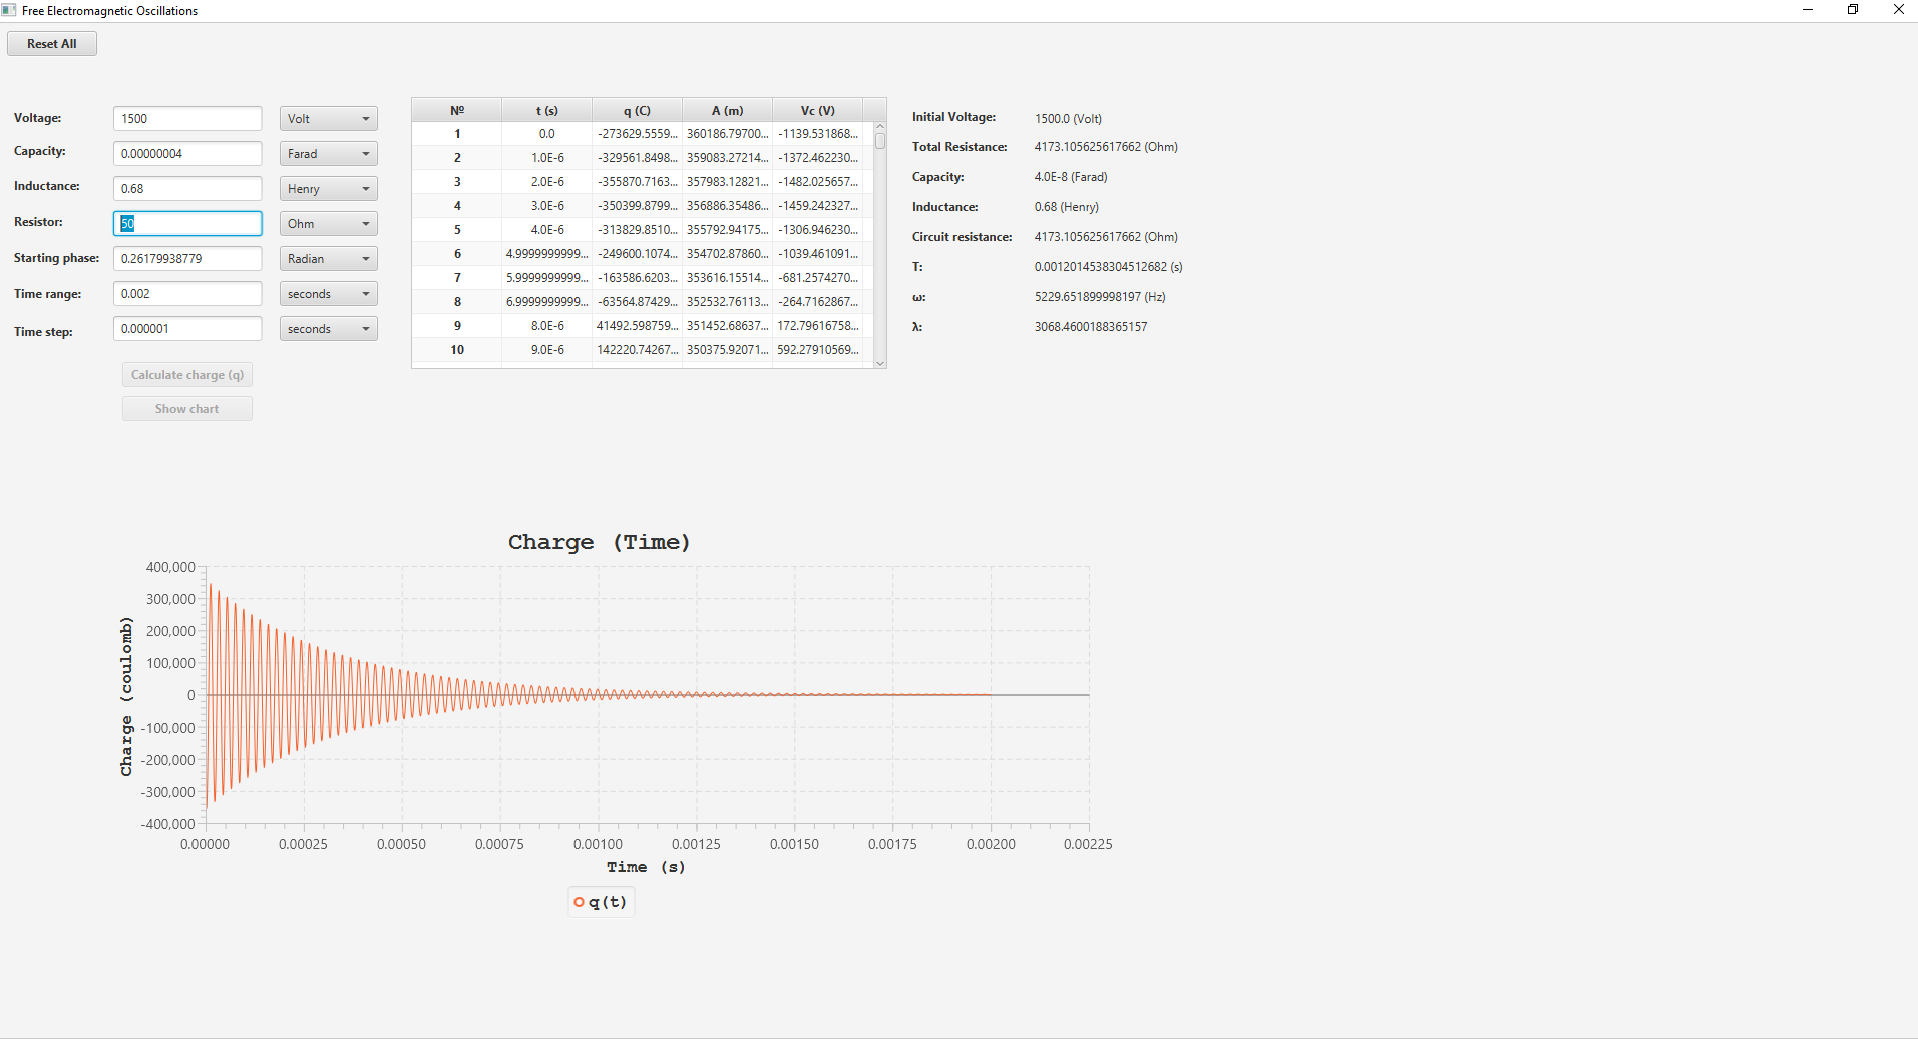 Free Electromagnetic Oscillations
Reset All
Voltage: 1500 Volt
Capacity: 0.00000004 Farad
Inductance: 0.68 Henry
Resistor: 50 Ohm
Starting phase: 0.26179938779 Radian
Time range: 0.002 seconds
Time step: 0.000001 seconds
Calculate charge (q)
Show chart
№ t (s) q (C) A (m) Vc (V)
1 0.0 -273629.5559... 360186.79700... -1139.531868...
2 1.0E-6 -329561.8498... 359083.27214... -1372.462230...
3 2.0E-6 -355870.7163... 357983.12821... -1482.025657...
4 3.0E-6 -350399.8799... 356886.35486... -1459.242327...
5 4.0E-6 -313829.8510... 355792.94175... -1306.946230...
6 4.9999999999... -249600.1074... 354702.87860... -1039.461091...
7 5.9999999999... -163586.6203... 353616.15514... -681.2574270...
8 6.9999999999... -63564.87429... 352532.76113... -264.7162867...
9 8.0E-6 41492.598759... 351452.68637... 172.79616758...
10 9.0E-6 142220.74267... 350375.92071... 592.27910569...
Initial Voltage: 1500.0 (Volt)
Total Resistance: 4173.105625617662 (Ohm)
Capacity: 4.0E-8 (Farad)
Inductance: 0.68 (Henry)
Circuit resistance: 4173.105625617662 (Ohm)
T: 0.0012014538304512682 (s)
ω: 5229.651899998197 (Hz)
λ: 3068.4600188365157
Charge (Time)
400,000
300,000
200,000
100,000
0
-100,000
-200,000
-300,000
-400,000
Charge (coulomb)
0.00000 0.00025 0.00050 0.00075 0.00100 0.00125 0.00150 0.00175 0.00200 0.00225
Time (s)
q(t)